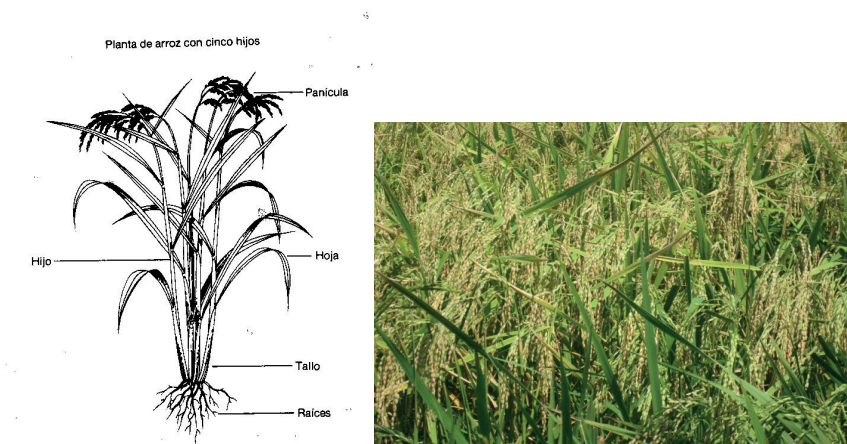 Planta de arroz con cinco hijos
Panícula
Hijo
Hoja
Tallo
Raíces